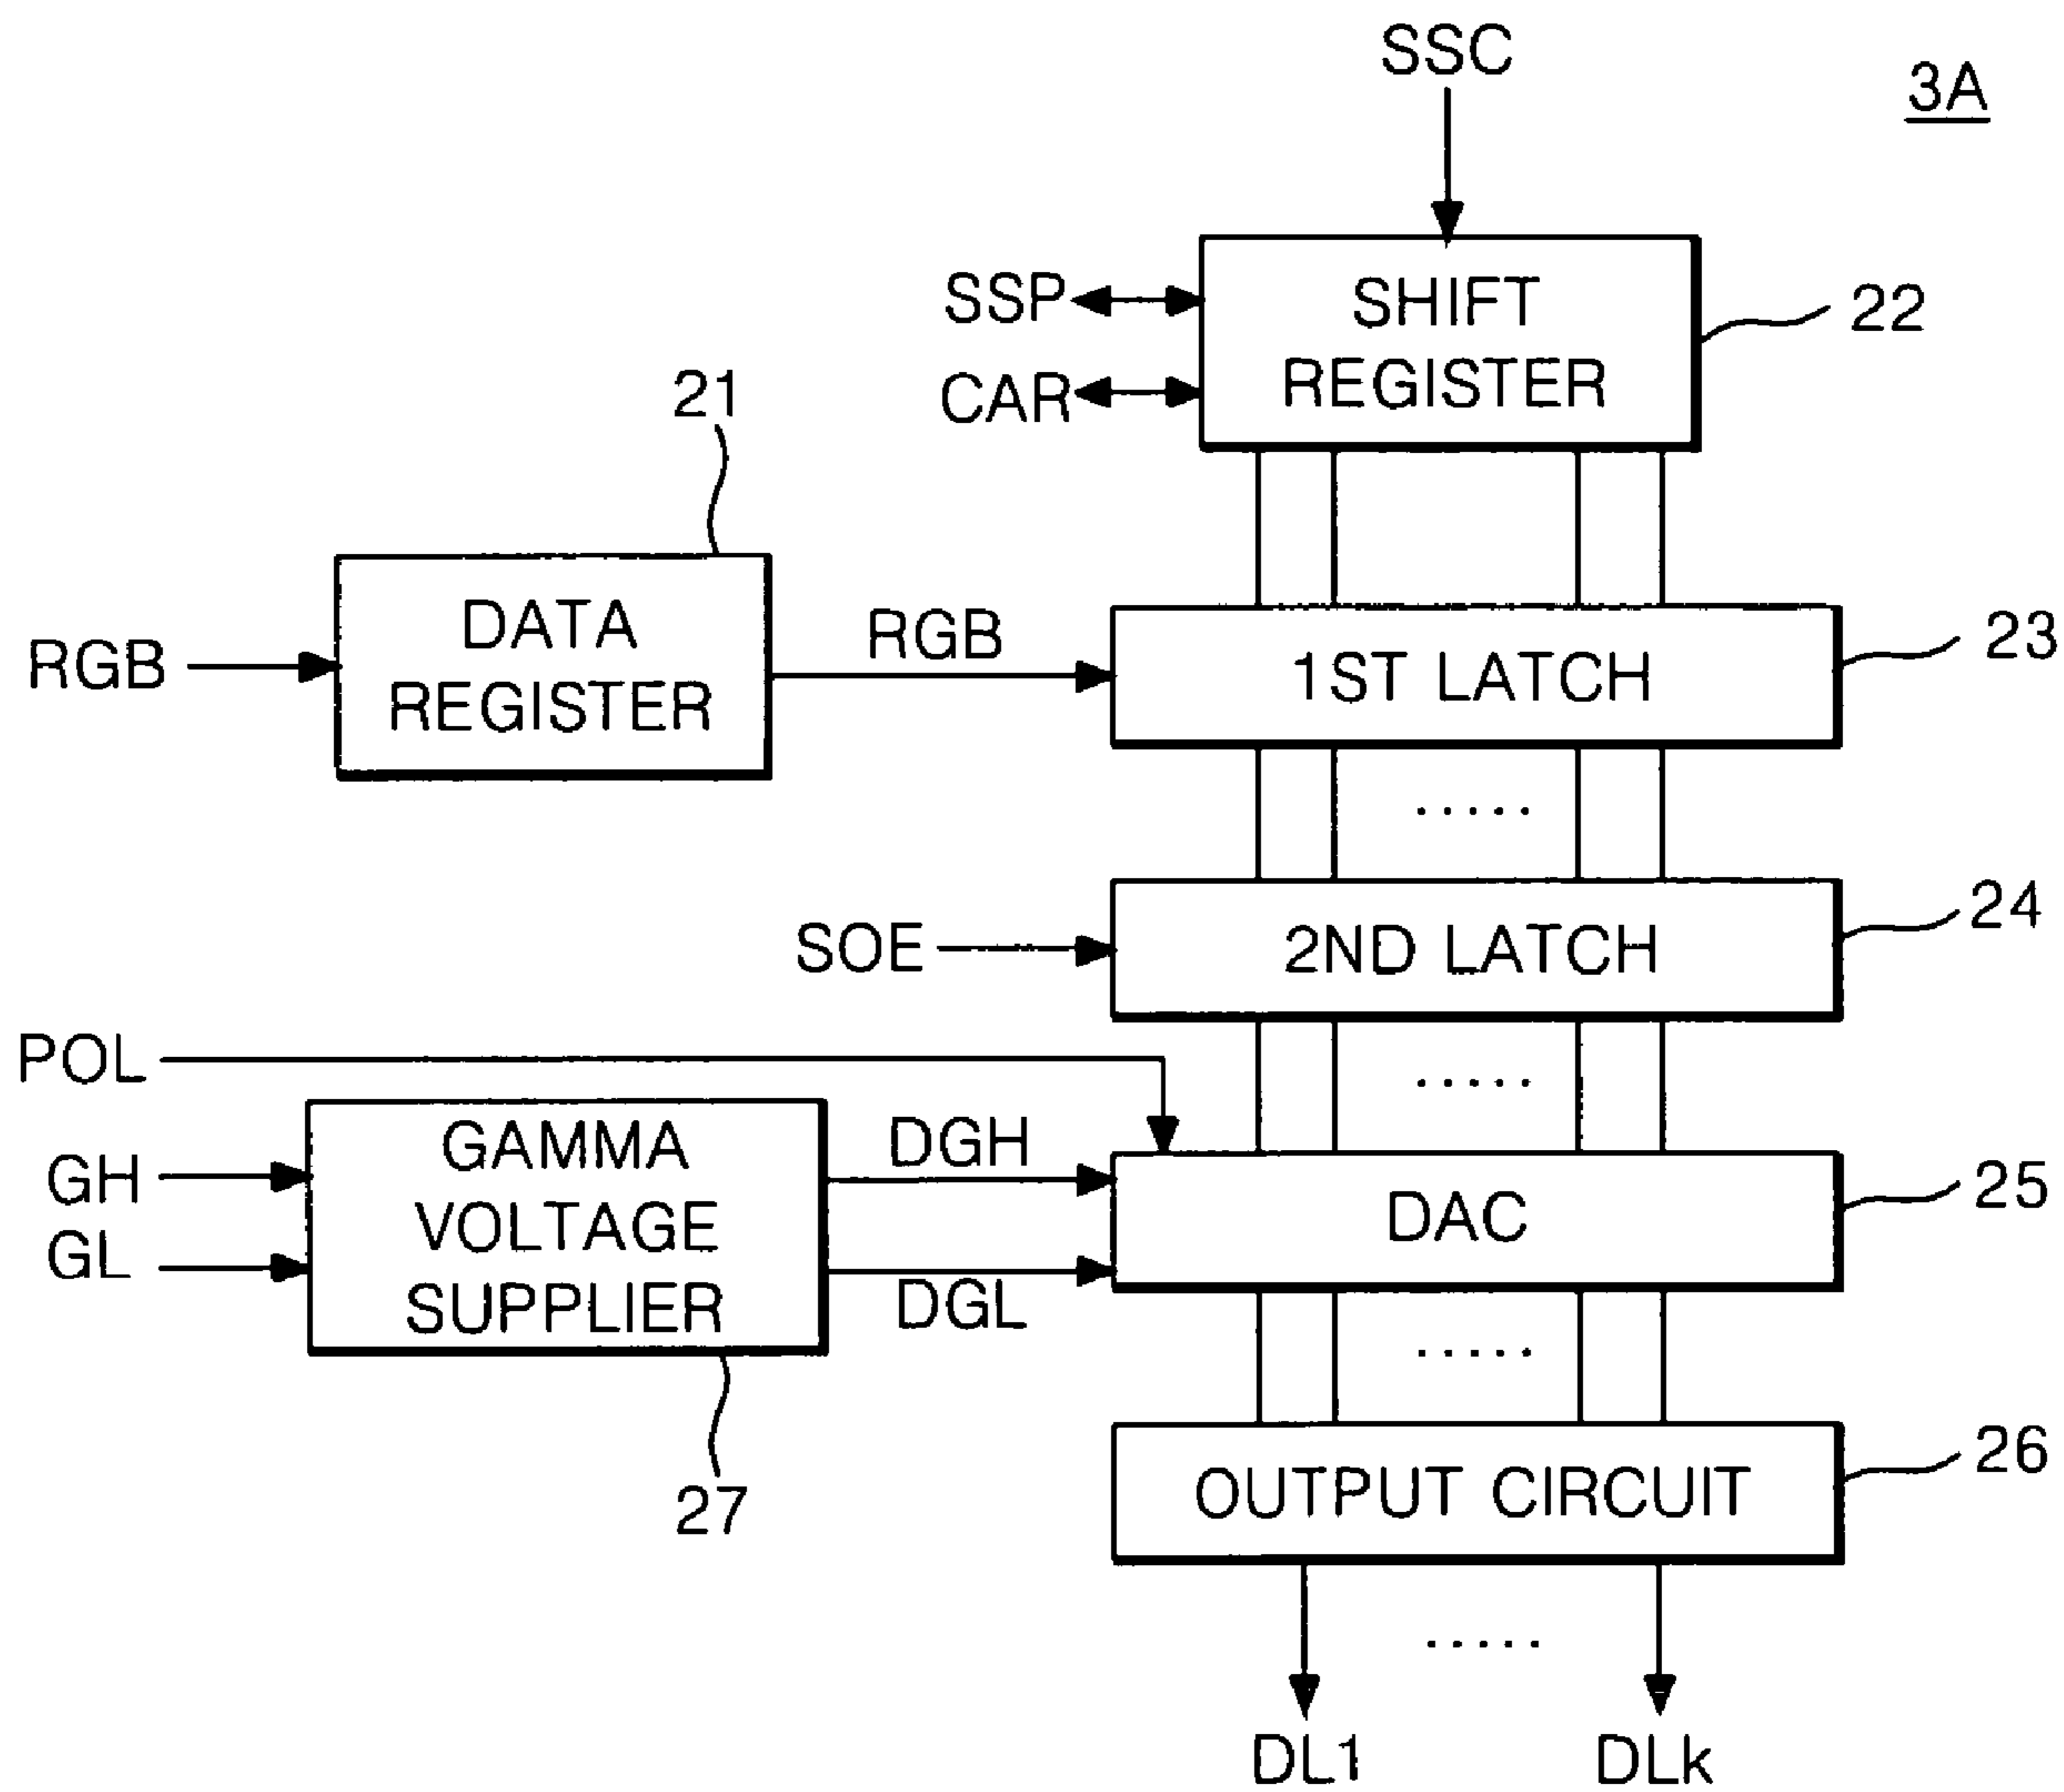 SSC
3A
SSP
CAR
SHIFT
REGISTER
22
21
DATA
REGISTER
RGB
RGB
1ST LATCH
23
SOE
2ND LATCH
24
POL
GH
GL
GAMMA
VOLTAGE
SUPPLIER
DGH
DGL
DAC
25
27
OUTPUT CIRCUIT
26
DL1
.....
DLk